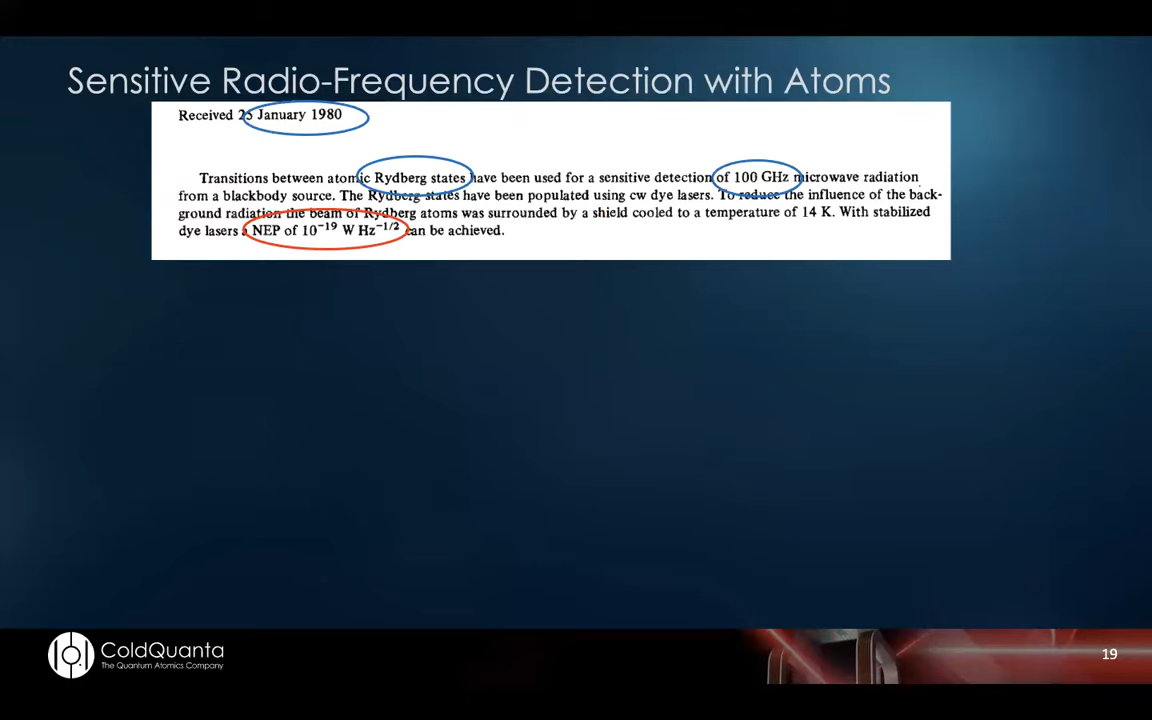 Sensitive Radio-Frequency Detection with Atoms
Received 25 January 1980
Transitions between atomic Rydberg states have been used for a sensitive detection of 100 GHz microwave radiation
from a blackbody source. The Rydberg states have been populated using cw dye lasers. To reduce the influence of the back-
ground radiation the beam of Rydberg atoms was surrounded by a shield cooled to a temperature of 14 K. With stabilized
dye lasers a NEP of 10⁻¹⁹ W Hz⁻¹/² can be achieved.
ColdQuanta
The Quantum Atomics Company
19